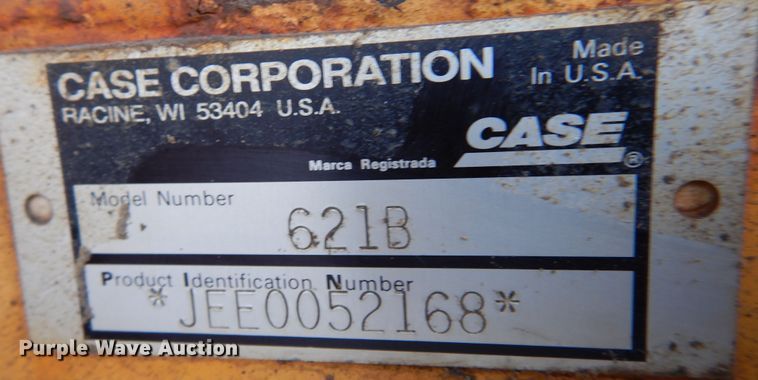 CASE CORPORATION
RACINE, WI 53404 U.S.A.
Made
In U.S.A.
CASE
®
Marca Registrada
Model Number
621B
Product Identification Number
*JEE0052168*
Purple Wave Auction